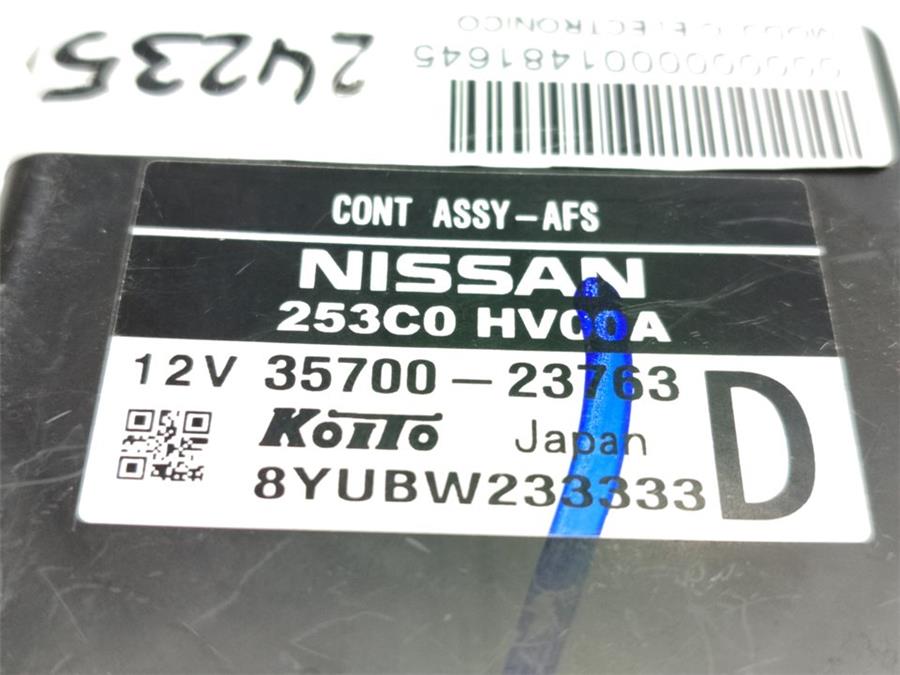 24235
0000000001481645
CONT ASSY-AFS
NISSAN
253C0 HV00A
12V 35700-23763
D
KOITO Japan
8YUBW233333